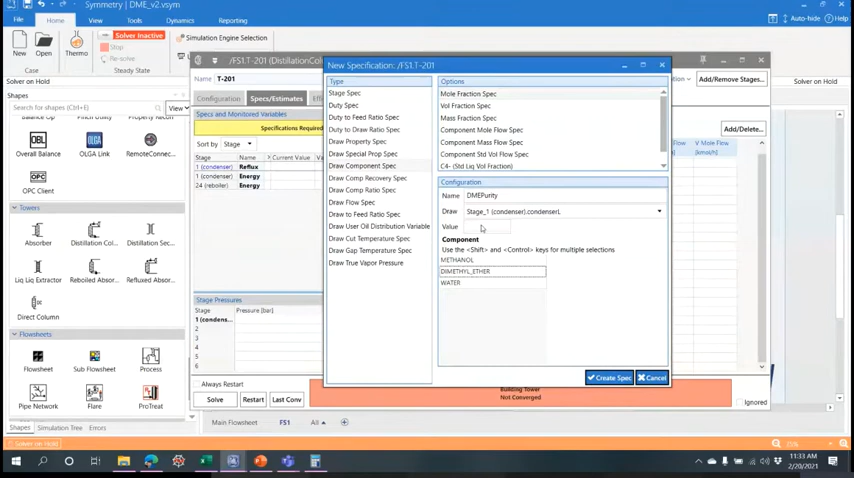 Symmetry | DME_v2.vsym
File
Home
Views
Tools
Dynamics
Reporting
Auto-hide
Help
New
Open
Thermo
Solver Inactive
Stop
Re-solve
Flowsheet Simulation Engine Selection
Case
Steady State
Solver on Hold
Shapes
Search for shapes (Ctrl+E)
View
Overall Balance
OLGA Link
RemoteConnec...
OPC Client
Towers
Absorber
Distillation Col...
Distillation Sec...
Liq Liq Extractor
Reboiled Absor...
Refluxed Absor...
Direct Column
Flowsheets
Flowsheet
Sub Flowsheet
Process
Pipe Network
Flare
ProTreat
Shapes
Simulation Tree
Errors
Solver on Hold
/FS1.T-201 (DistillationCol
Name
T-201
Add/Remove Stages...
Solver on Hold
Configuration
Specs/Estimates
Specs and Monitored Variables
Specifications Required
Sort by
Stage
Stage
Name
> Current Value
1 (condenser)
Reflux
1 (condenser)
Energy
24 (reboiler)
Energy
Add/Delete...
V Mole Flow
[kmol/h]
Stage Pressures
Stage
Pressure [bar]
1 (condens...
2
3
4
5
6
Always Restart
Solve
Restart
Last Conv
Building Tower
Not Converged
Ignored
Main Flowsheet
FS1
All
New Specification: /FS1.T-201
Type
Stage Spec
Duty Spec
Duty to Feed Ratio Spec
Duty to Draw Ratio Spec
Draw Property Spec
Draw Special Prop Spec
Draw Component Spec
Draw Comp Recovery Spec
Draw Comp Ratio Spec
Draw Flow Spec
Draw to Feed Ratio Spec
Draw User Oil Distribution Variable
Draw Cut Temperature Spec
Draw Gap Temperature Spec
Draw True Vapor Pressure
Options
Mole Fraction Spec
Vol Fraction Spec
Mass Fraction Spec
Component Mole Flow Spec
Component Mass Flow Spec
Component Std Vol Flow Spec
C4- (Std Liq Vol Fraction)
Configuration
Name
DMEPurity
Draw
Stage_1 (condenser).condenserL
Value
Component
Use the <Shift> and <Control> keys for multiple selections
METHANOL
DIMETHYL_ETHER
WATER
Create Spec
Cancel
11:33 AM
2/20/2021